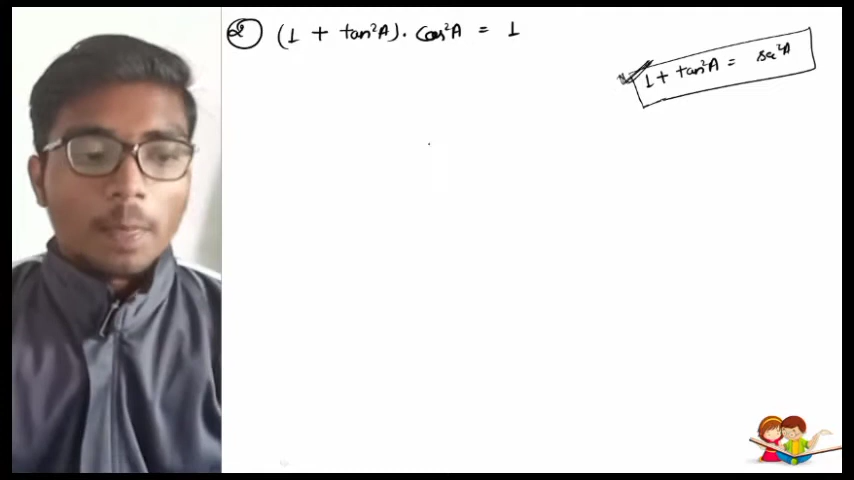 ② (1 + tan²A). Cos²A = 1
1 + tan²A = sec²A